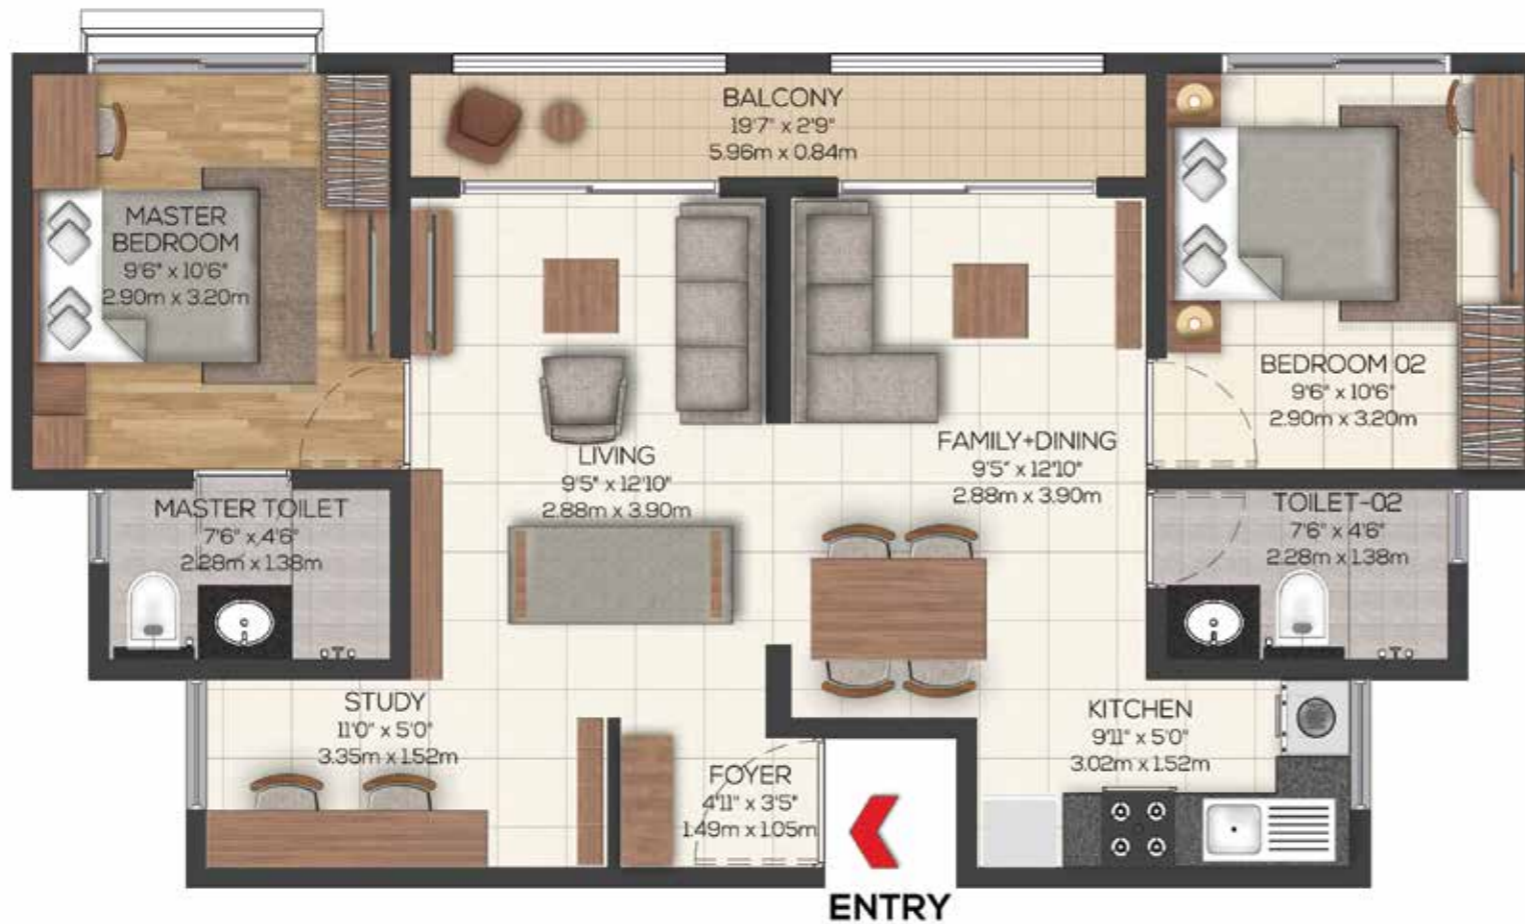 BALCONY
19'7" x 2'9"
5.96m x 0.84m
MASTER
BEDROOM
9'6" x 10'6"
2.90m x 3.20m
BEDROOM 02
9'6" x 10'6"
2.90m x 3.20m
LIVING
9'5" x 12'10"
2.88m x 3.90m
FAMILY+DINING
9'5" x 12'10"
2.88m x 3.90m
MASTER TOILET
7'6" x 4'6"
2.28m x 1.38m
TOILET-02
7'6" x 4'6"
2.28m x 1.38m
STUDY
11'0" x 5'0"
3.35m x 1.52m
FOYER
4'11" x 3'5"
1.49m x 1.05m
KITCHEN
9'11" x 5'0"
3.02m x 1.52m
ENTRY